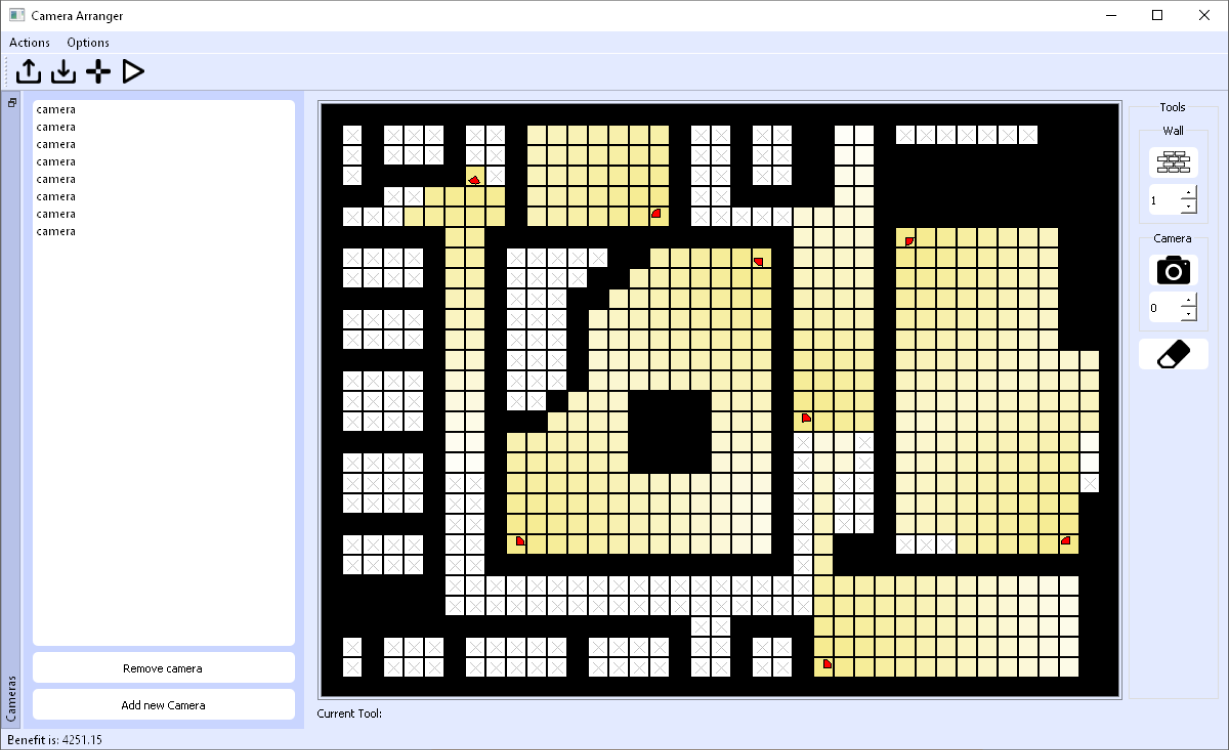 Camera Arranger
Actions Options
camera
camera
camera
camera
camera
camera
camera
camera
Remove camera
Add new Camera
Cameras
Current Tool:
Tools
Wall
1
Camera
0
Benefit is: 4251.15